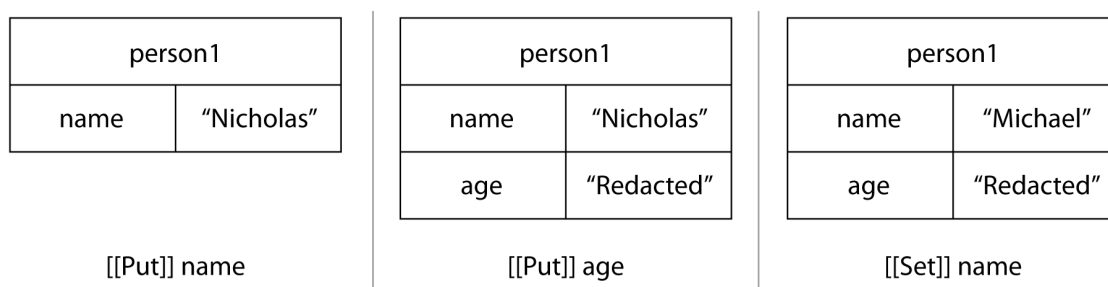 person1
name “Nicholas”
[[Put]] name
person1
name “Nicholas”
age “Redacted”
[[Put]] age
person1
name “Michael”
age “Redacted”
[[Set]] name